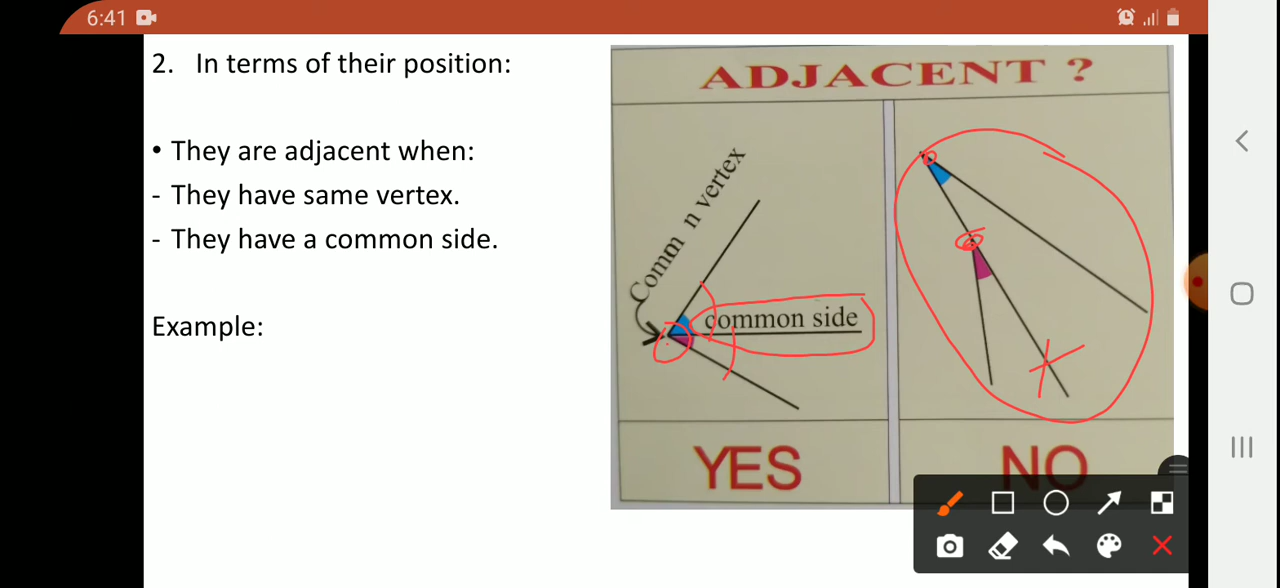 6:41
2. In terms of their position:
• They are adjacent when:
- They have same vertex.
- They have a common side.
Example:
ADJACENT ?
Comm n vertex
common side
YES
NO